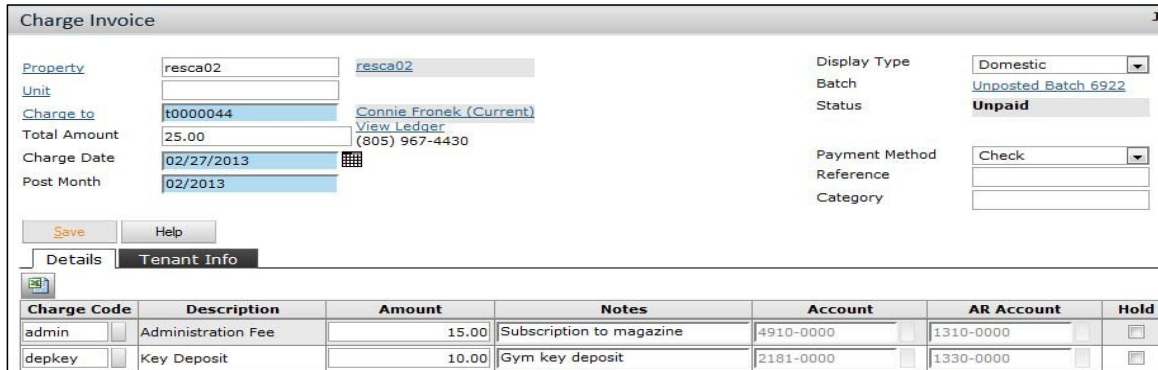 Charge Invoice
Property resca02 resca02 Display Type Domestic
Unit Batch Unposted Batch 6922
Charge to t0000044 Connie Fronek (Current) Status Unpaid
View Ledger
Total Amount 25.00 (805) 967-4430
Charge Date 02/27/2013 Payment Method Check
Post Month 02/2013 Reference
Category
Save Help
Details Tenant Info
Charge Code Description Amount Notes Account AR Account Hold
admin Administration Fee 15.00 Subscription to magazine 4910-0000 1310-0000
depkey Key Deposit 10.00 Gym key deposit 2181-0000 1330-0000